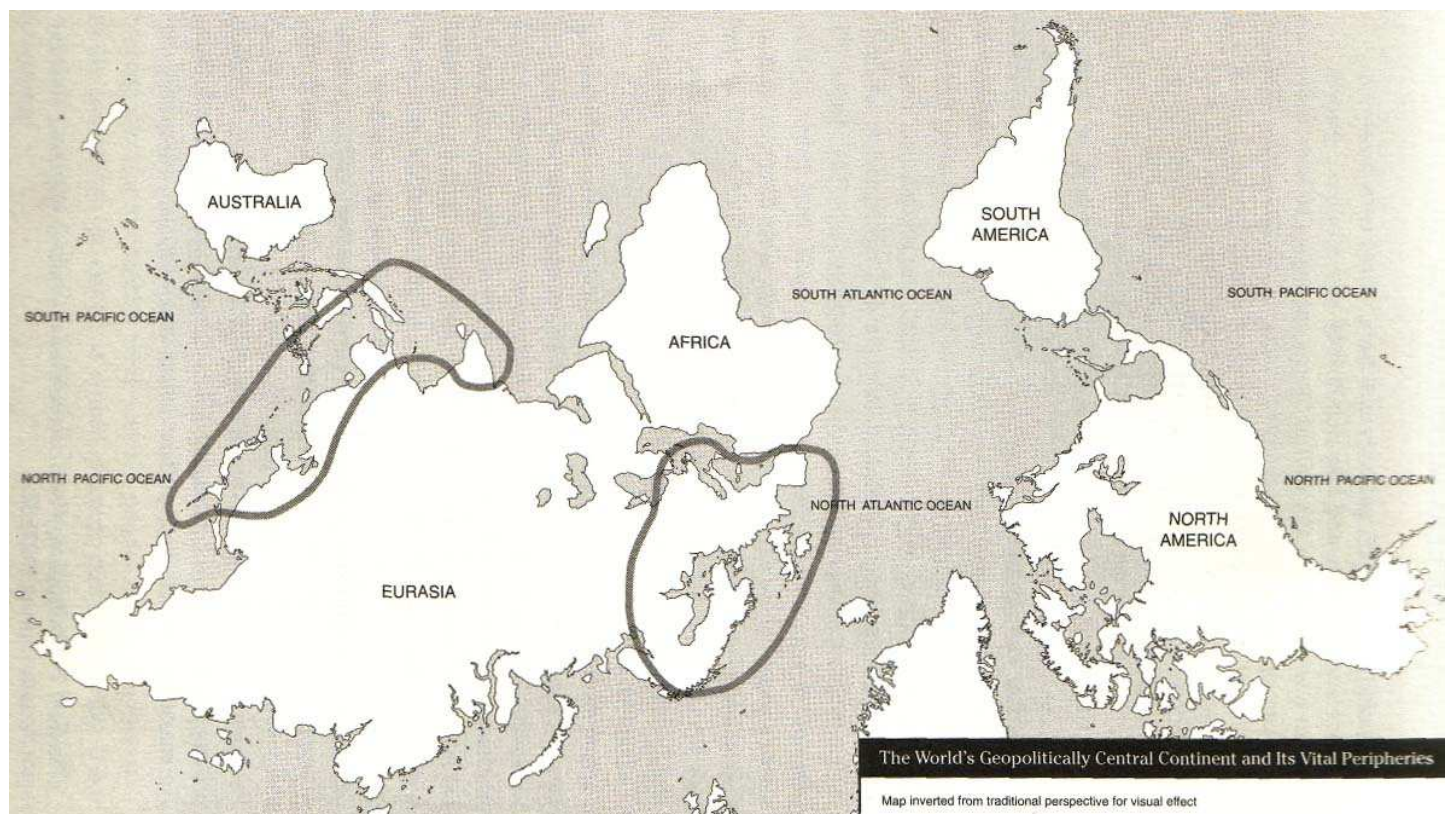 AUSTRALIA
SOUTH
AMERICA
SOUTH ATLANTIC OCEAN
SOUTH PACIFIC OCEAN
SOUTH PACIFIC OCEAN
AFRICA
NORTH PACIFIC OCEAN
NORTH PACIFIC OCEAN
NORTH ATLANTIC OCEAN
NORTH
AMERICA
EURASIA
The World's Geopolitically Central Continent and Its Vital Peripheries
Map inverted from traditional perspective for visual effect